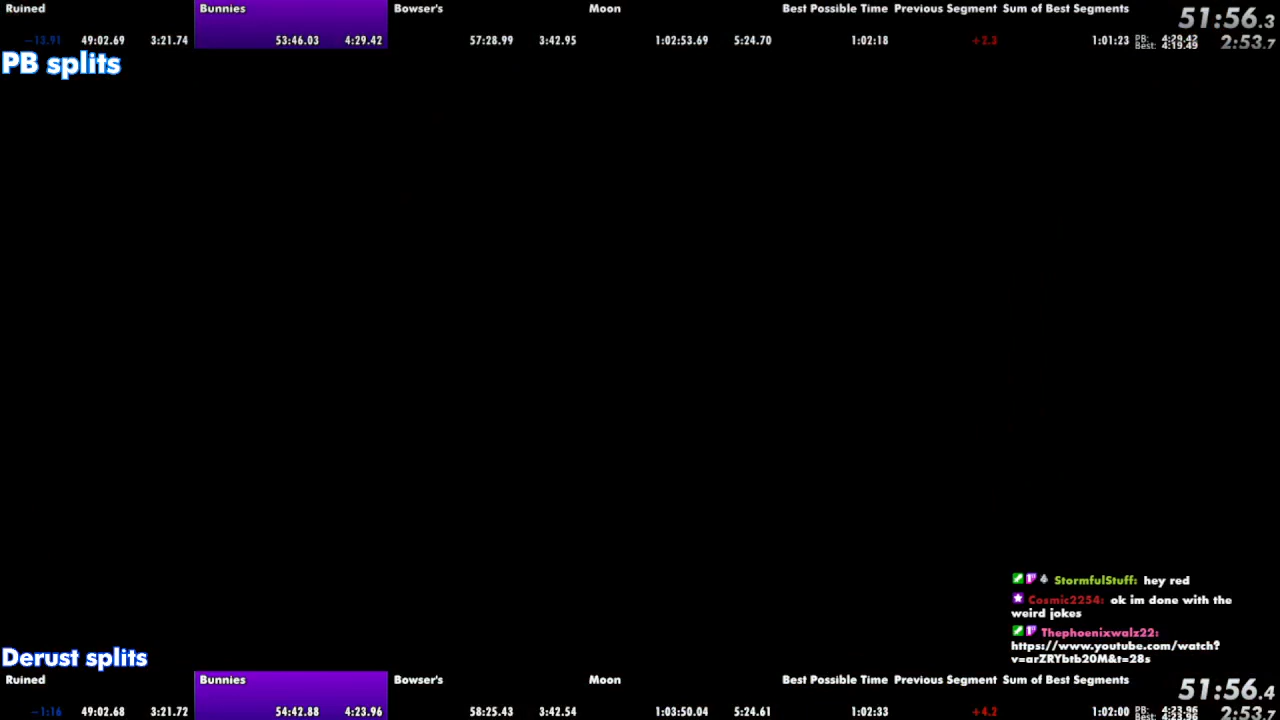 Ruined Bunnies Bowser's Moon Best Possible Time Previous Segment Sum of Best Segments 51:56.3
-13.91 49:02.69 3:21.74 53:46.03 4:29.42 57:28.99 3:42.95 1:02:53.69 5:24.70 1:02:18 +2.3 1:01:23 PB: 4:29.42 2:53.7
Best: 4:19.49
PB splits
StormfulStuff: hey red
Cosmic2254: ok im done with the
weird jokes
Thephoenixwalz22:
https://www.youtube.com/watch?
v=arZRYbtb20M&t=28s
Derust splits
Ruined Bunnies Bowser's Moon Best Possible Time Previous Segment Sum of Best Segments 51:56.4
-1:16 49:02.68 3:21.72 54:42.88 4:23.96 58:25.43 3:42.54 1:03:50.04 5:24.61 1:02:33 +4.2 1:02:00 PB: 4:23.96 2:53.7
Best: 4:23.96